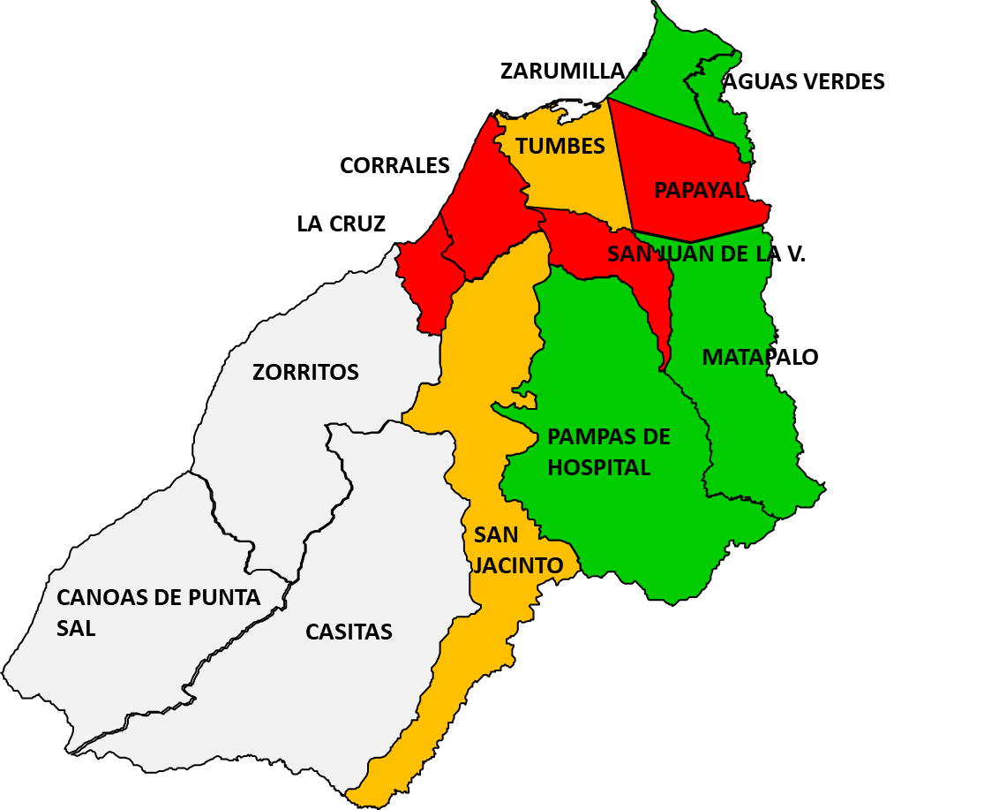 ZARUMILLA
AGUAS VERDES
TUMBES
CORRALES
PAPAYAL
LA CRUZ
SAN JUAN DE LA V.
MATAPALO
ZORRITOS
PAMPAS DE
HOSPITAL
SAN
JACINTO
CANOAS DE PUNTA
SAL
CASITAS